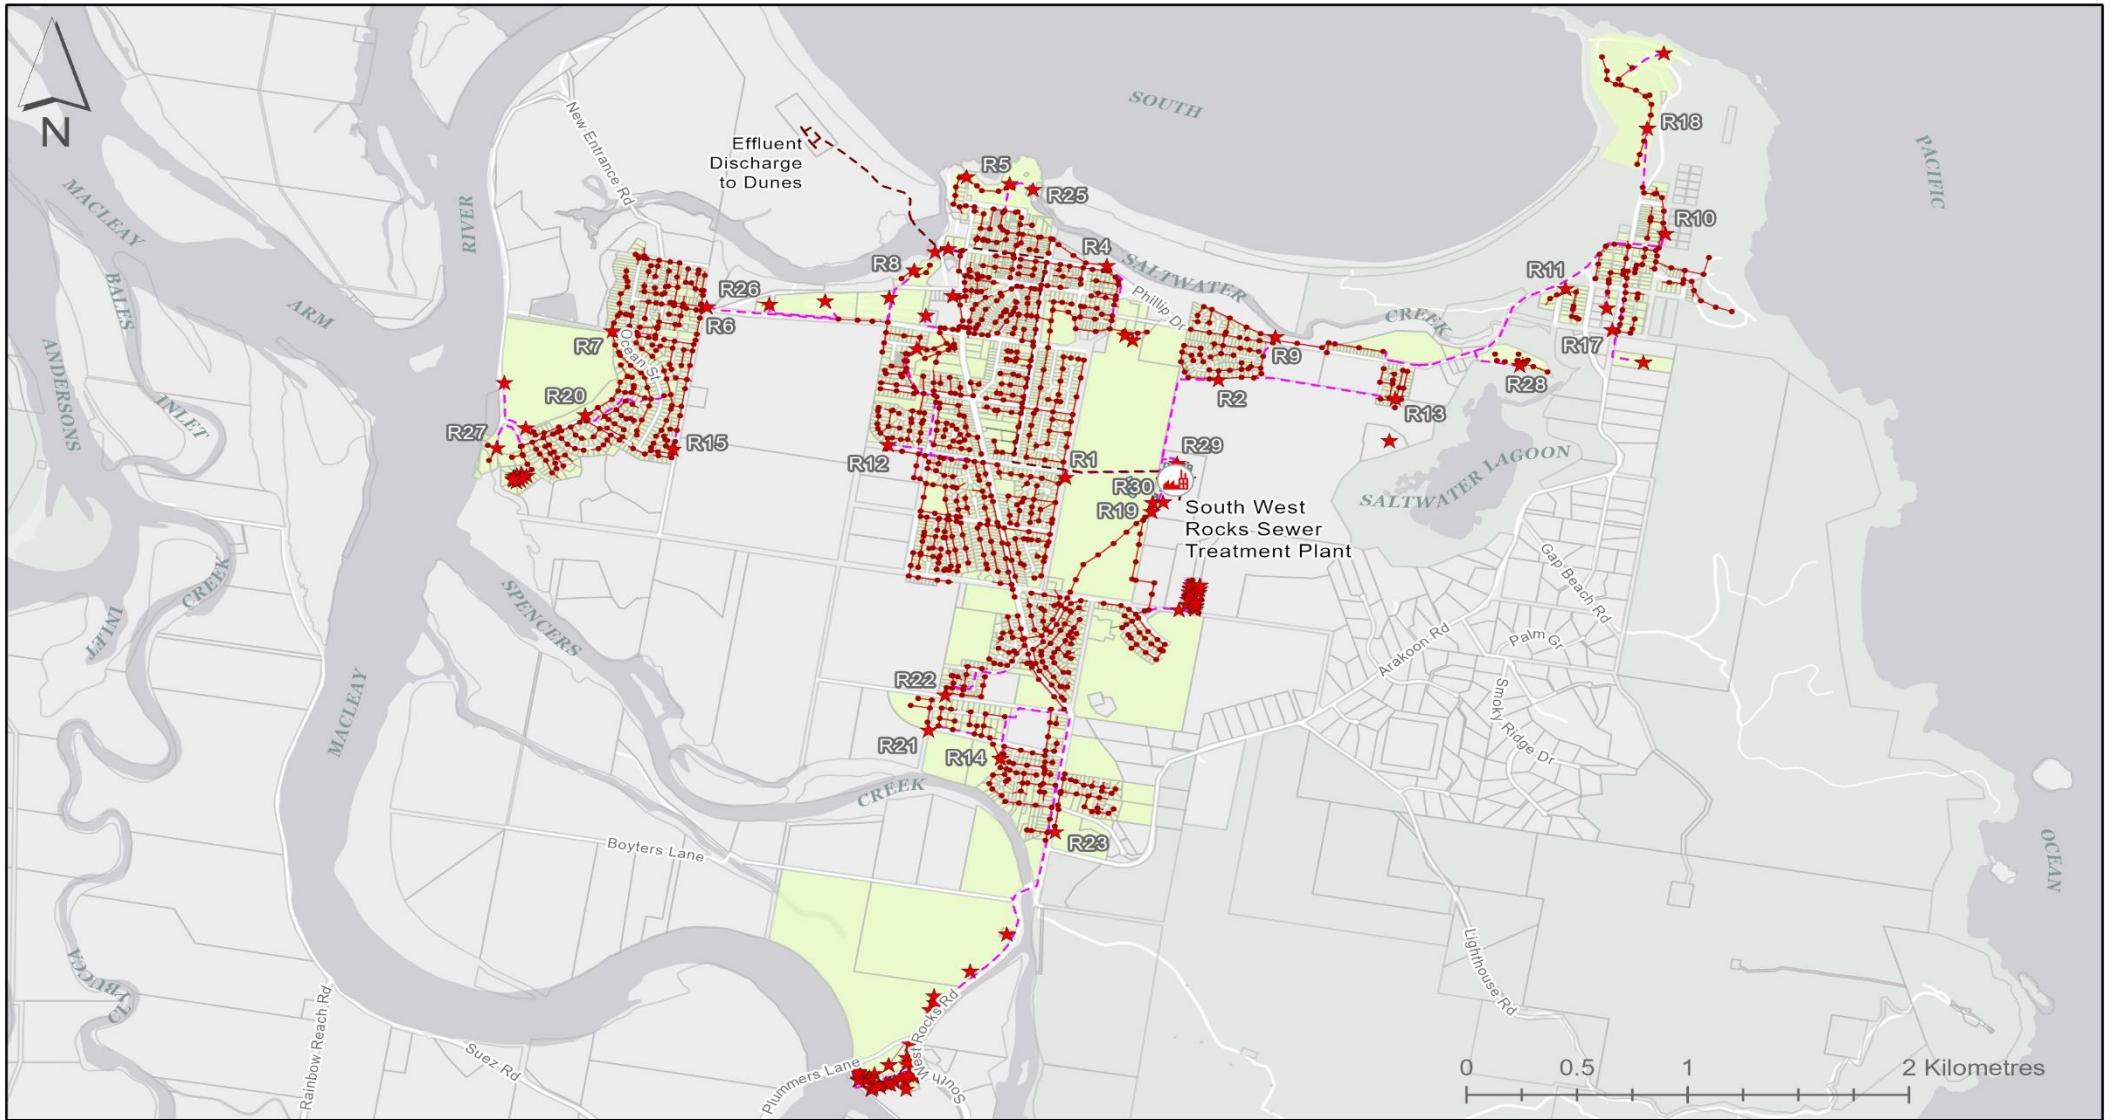 N
SOUTH
PACIFIC
New Entrance Rd
Effluent
Discharge
to Dunes
R5
R25
R18
R10
MACLEAY
ARM
RIVER
BALES
INLET
ANDERSONS
INLET
CREEK
R8
R4
SALTWATER
CREEK
Phillip Dr
R26
R6
R7
Ocean St
R20
R27
R15
R11
R17
R9
R2
R28
R13
R12
R1
R29
R30
R19
South West
Rocks Sewer
Treatment Plant
SALTWATER LAGOON
SPENCERS
CREEK
MACLEAY
Gap Beach Rd
Palm Gr
Arakoon Rd
Smoky Ridge Dr
R22
R21
R14
R23
Boyters Lane
Lighthouse Rd
OCEAN
CLYBUCCA
Rainbow Reach Rd
Suez Rd
Plummers Lane
South West Rocks Rd
0 0.5 1 2 Kilometres